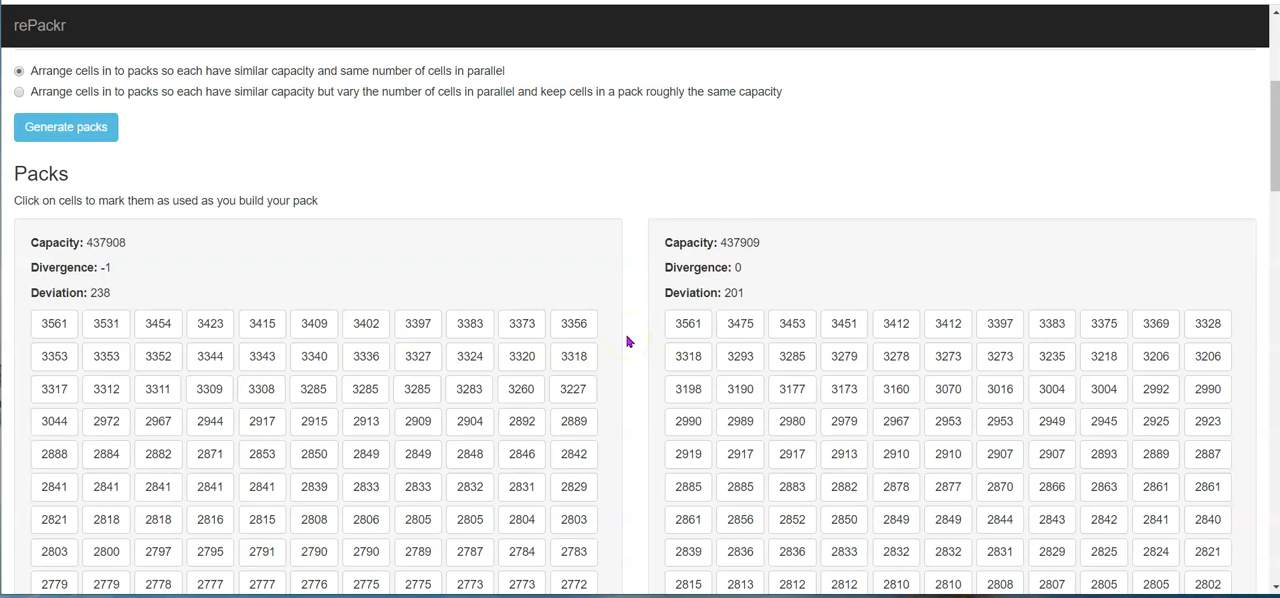 rePackr
Arrange cells in to packs so each have similar capacity and same number of cells in parallel
Arrange cells in to packs so each have similar capacity but vary the number of cells in parallel and keep cells in a pack roughly the same capacity
Generate packs
Packs
Click on cells to mark them as used as you build your pack
Capacity: 437908
Divergence: -1
Deviation: 238
3561 3531 3454 3423 3415 3409 3402 3397 3383 3373 3356
3353 3353 3352 3344 3343 3340 3336 3327 3324 3320 3318
3317 3312 3311 3309 3308 3285 3285 3285 3283 3260 3227
3044 2972 2967 2944 2917 2915 2913 2909 2904 2892 2889
2888 2884 2882 2871 2853 2850 2849 2849 2848 2846 2842
2841 2841 2841 2841 2841 2839 2833 2833 2832 2831 2829
2821 2818 2818 2816 2815 2808 2806 2805 2805 2804 2803
2803 2800 2797 2795 2791 2790 2790 2789 2787 2784 2783
2779 2779 2778 2777 2777 2776 2775 2775 2773 2773 2772
Capacity: 437909
Divergence: 0
Deviation: 201
3561 3475 3453 3451 3412 3412 3397 3383 3375 3369 3328
3318 3293 3285 3279 3278 3273 3273 3235 3218 3206 3206
3198 3190 3177 3173 3160 3070 3016 3004 3004 2992 2990
2990 2989 2980 2979 2967 2953 2953 2949 2945 2925 2923
2919 2917 2917 2913 2910 2910 2907 2907 2893 2889 2887
2885 2885 2883 2882 2878 2877 2870 2866 2863 2861 2861
2861 2856 2852 2850 2849 2849 2844 2843 2842 2841 2840
2839 2836 2836 2833 2832 2832 2831 2829 2825 2824 2821
2815 2813 2812 2812 2810 2810 2808 2807 2805 2805 2802